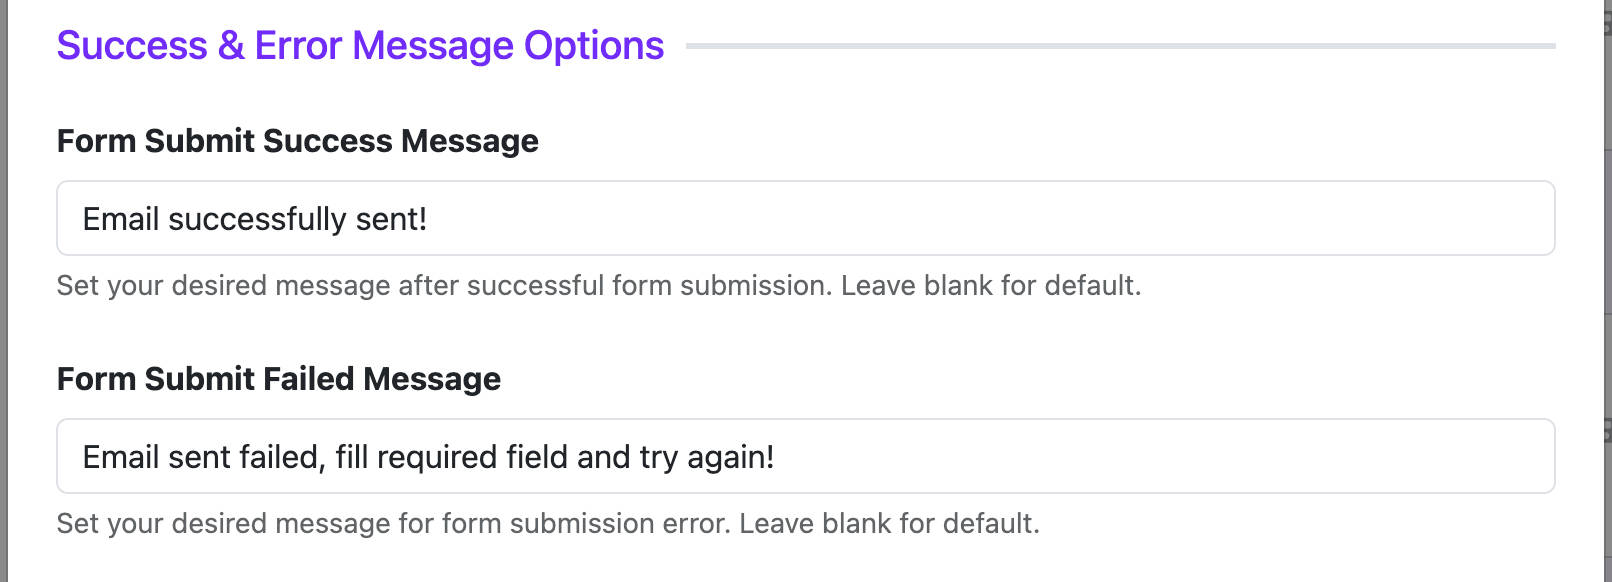 Success & Error Message Options
Form Submit Success Message
Email successfully sent!
Set your desired message after successful form submission. Leave blank for default.
Form Submit Failed Message
Email sent failed, fill required field and try again!
Set your desired message for form submission error. Leave blank for default.